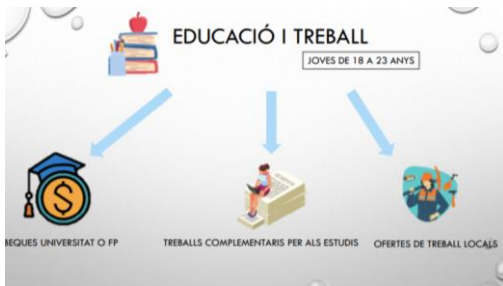 EDUCACIÓ I TREBALL
JOVES DE 18 A 23 ANYS
BEQUES UNIVERSITAT O FP
TREBALLS COMPLEMENTARIS PER ALS ESTUDIS
OFERTES DE TREBALL LOCALS